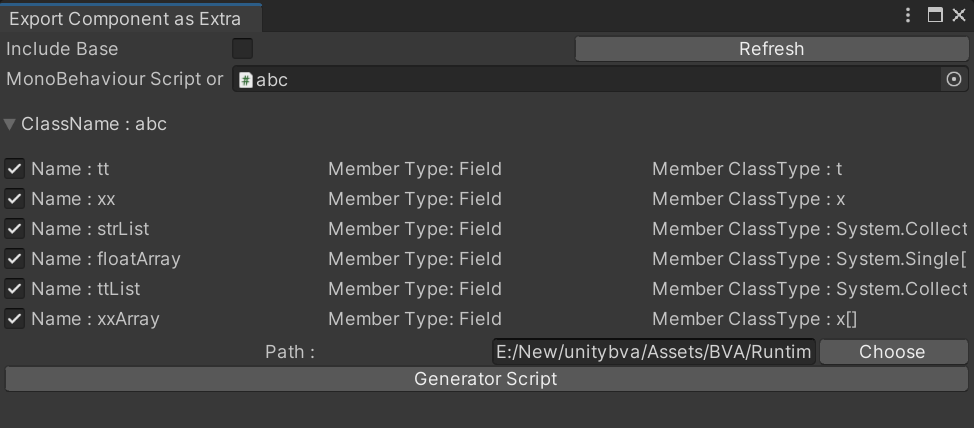 Export Component as Extra
Include Base Refresh
MonoBehaviour Script or # abc
ClassName : abc
Name : tt Member Type: Field Member ClassType : t
Name : xx Member Type: Field Member ClassType : x
Name : strList Member Type: Field Member ClassType : System.Collect
Name : floatArray Member Type: Field Member ClassType : System.Single[
Name : ttList Member Type: Field Member ClassType : System.Collect
Name : xxArray Member Type: Field Member ClassType : x[]
Path : E:/New/unitybva/Assets/BVA/Runtim Choose
Generator Script